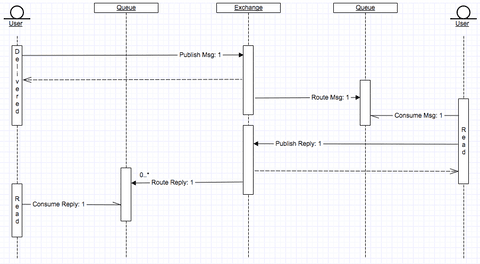 Queue
Exchange
Queue
User
User
Delivered
Publish Msg: 1
Route Msg: 1
Consume Msg: 1
Read
Publish Reply: 1
0..*
Route Reply: 1
Read
Consume Reply: 1